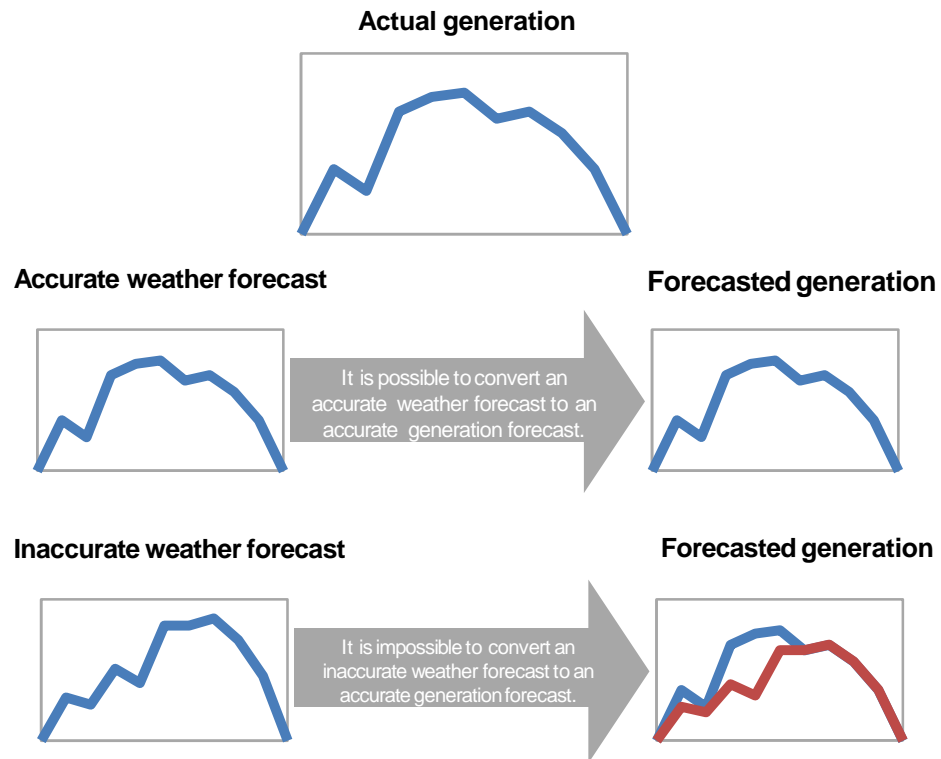 Actual generation
Accurate weather forecast
Forecasted generation
It is possible to convert an
accurate weather forecast to an
accurate generation forecast.
Inaccurate weather forecast
Forecasted generation
It is impossible to convert an
inaccurate weather forecast to an
accurate generation forecast.